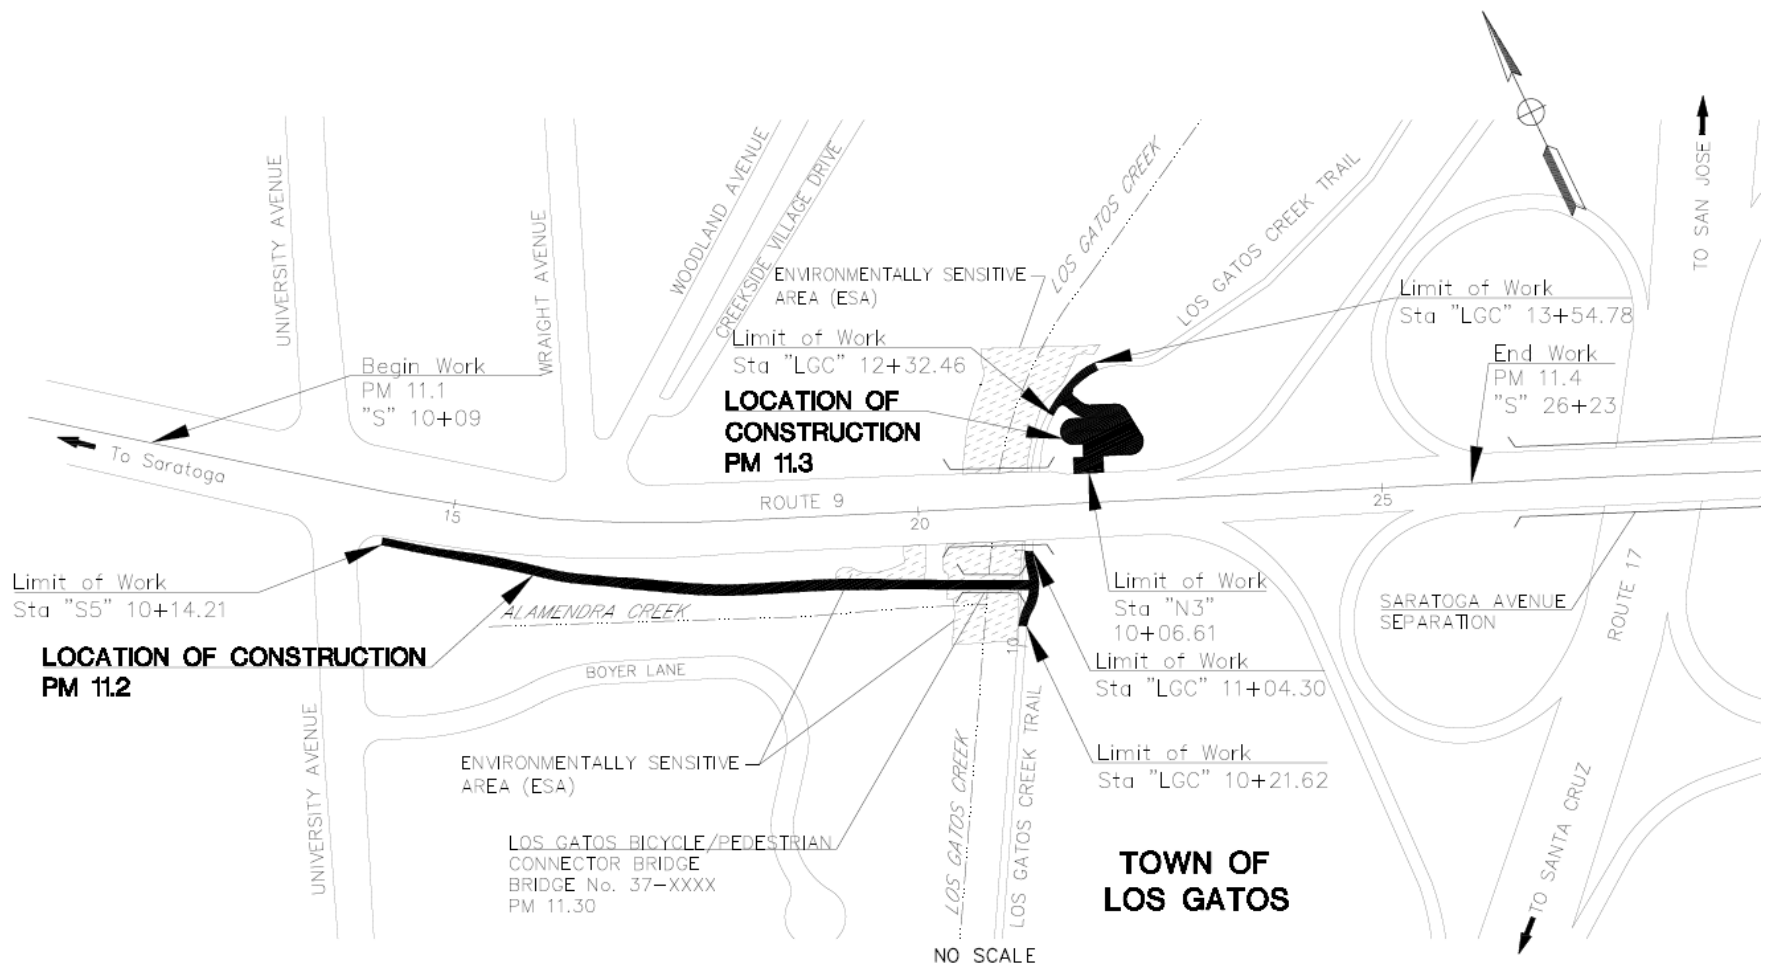 UNIVERSITY AVENUE
WRAIGHT AVENUE
WOODLAND AVENUE
CREEKSIDE VILLAGE DRIVE
LOS GATOS CREEK
LOS GATOS CREEK TRAIL
TO SAN JOSE
ENVIRONMENTALLY SENSITIVE
AREA (ESA)
Limit of Work
Sta "LGC" 13+54.78
Limit of Work
Sta "LGC" 12+32.46
End Work
PM 11.4
"S" 26+23
Begin Work
PM 11.1
"S" 10+09
LOCATION OF
CONSTRUCTION
PM 11.3
To Saratoga
ROUTE 9
15
20
25
Limit of Work
Sta "S5" 10+14.21
ALAMENDRA CREEK
Limit of Work
Sta "N3"
10+06.61
SARATOGA AVENUE
SEPARATION
ROUTE 17
10
LOCATION OF CONSTRUCTION
PM 11.2
BOYER LANE
Limit of Work
Sta "LGC" 11+04.30
UNIVERSITY AVENUE
ENVIRONMENTALLY SENSITIVE
AREA (ESA)
LOS GATOS CREEK
LOS GATOS CREEK TRAIL
Limit of Work
Sta "LGC" 10+21.62
LOS GATOS BICYCLE/PEDESTRIAN
CONNECTOR BRIDGE
BRIDGE No. 37-XXXX
PM 11.30
TOWN OF
LOS GATOS
TO SANTA CRUZ
NO SCALE